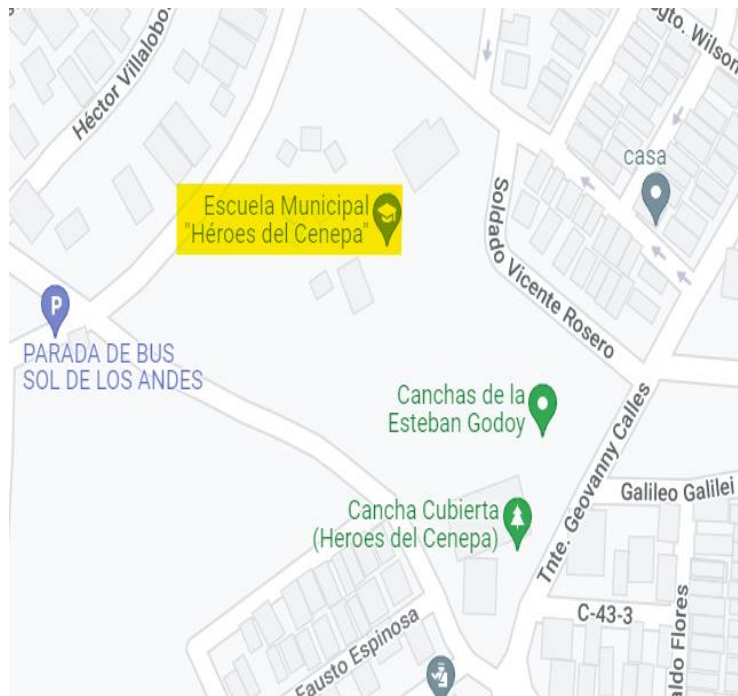 Héctor Villalobo
gto. Wilson
casa
Escuela Municipal
"Héroes del Cenepa"
Soldado Vicente Rosero
P
PARADA DE BUS
SOL DE LOS ANDES
Canchas de la
Esteban Godoy
Tnte. Geovanny Calles
Galileo Galilei
Cancha Cubierta
(Heroes del Cenepa)
C-43-3
aldo Flores
Fausto Espinosa